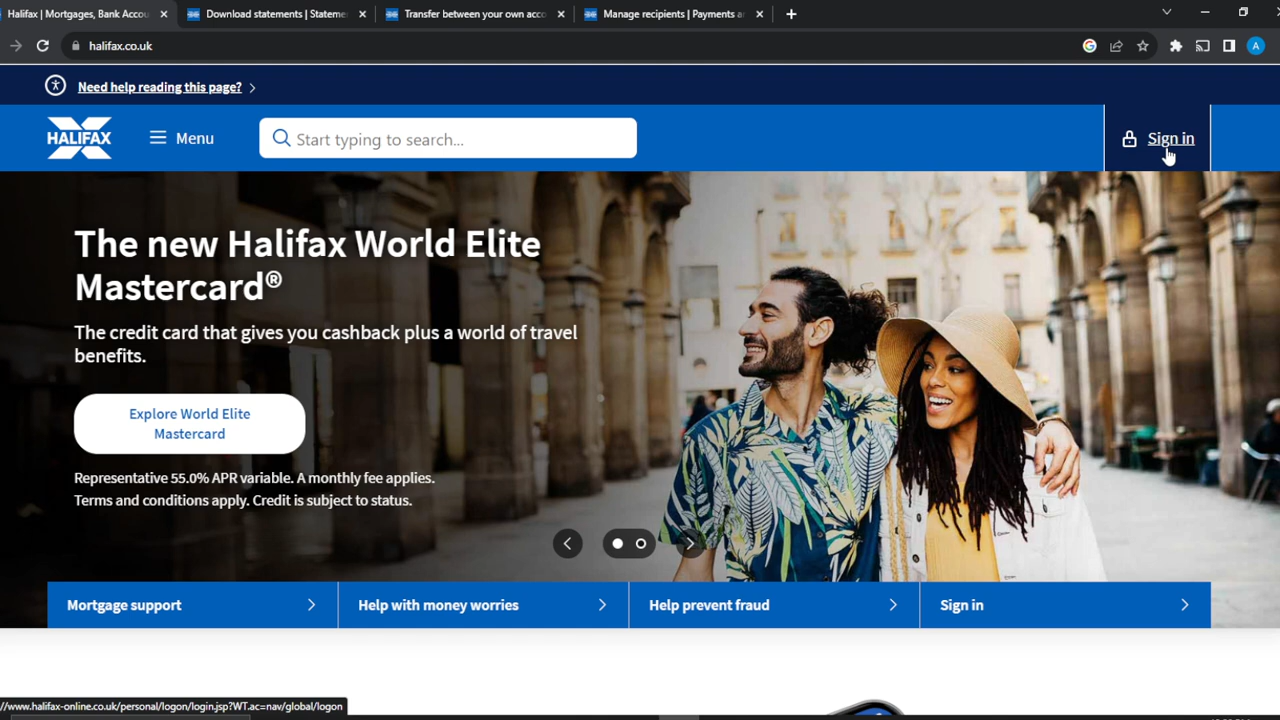 Halifax | Mortgages, Bank Accou
Download statements | Stateme
Transfer between your own acco
Manage recipients | Payments a
halifax.co.uk
A
Need help reading this page?
HALIFAX
Menu
Start typing to search...
Sign in
The new Halifax World Elite
Mastercard®
The credit card that gives you cashback plus a world of travel
benefits.
Explore World Elite
Mastercard
Representative 55.0% APR variable. A monthly fee applies.
Terms and conditions apply. Credit is subject to status.
Mortgage support
Help with money worries
Help prevent fraud
Sign in
//www.halifax-online.co.uk/personal/logon/login.jsp?WT.ac=nav/global/logon